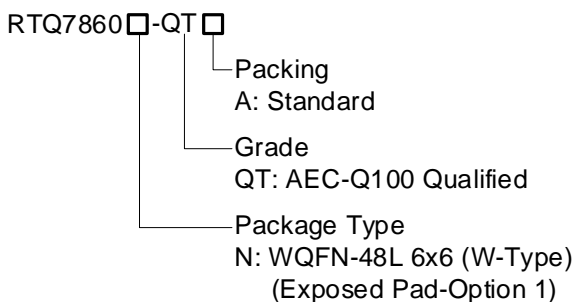 RTQ7860□-QT□
Packing
A: Standard
Grade
QT: AEC-Q100 Qualified
Package Type
N: WQFN-48L 6x6 (W-Type)
(Exposed Pad-Option 1)